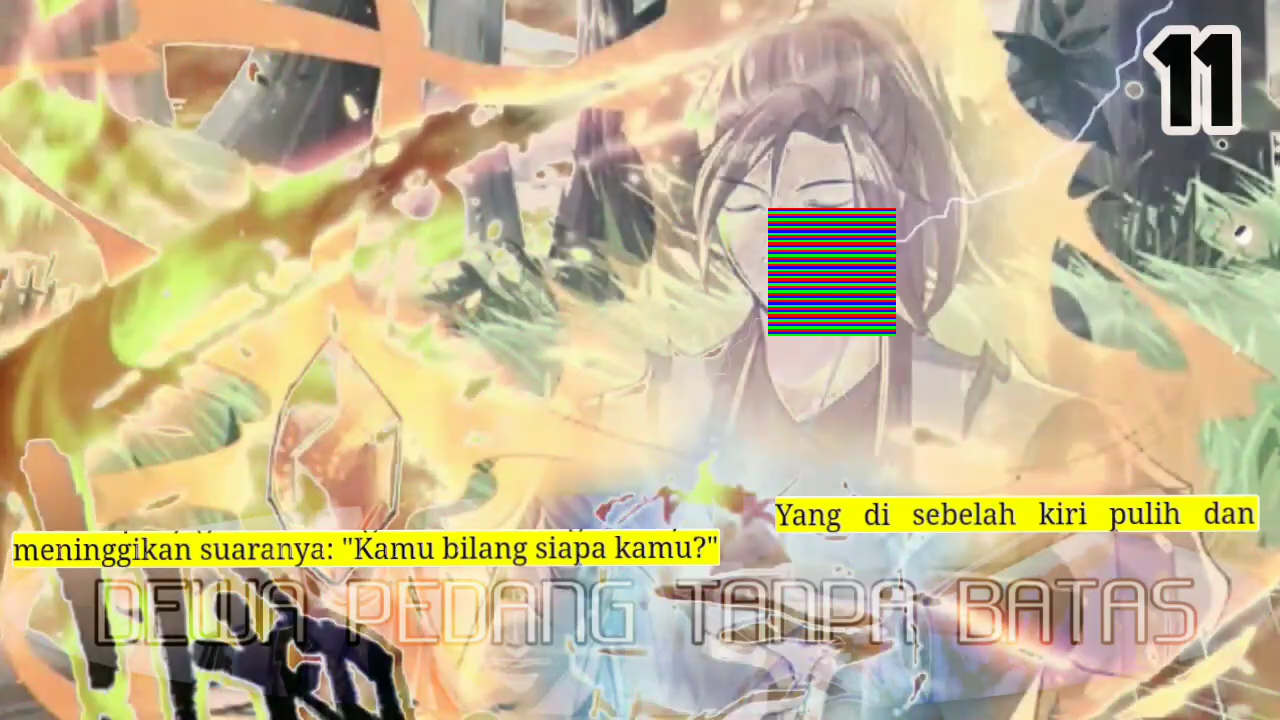 11
Yang di sebelah kiri pulih dan
meninggikan suaranya: "Kamu bilang siapa kamu?"
DEWA PEDANG TANPA BATAS